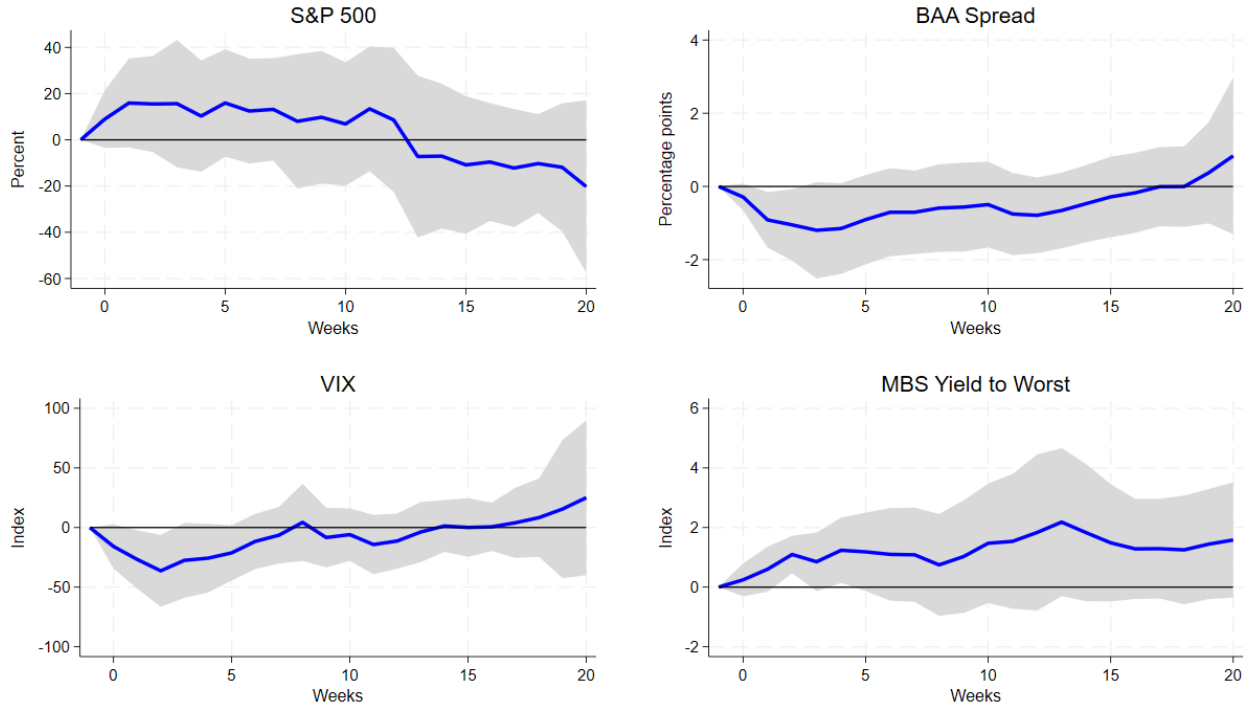 S&P 500
40
20
0
-20
-40
-60
Percent
0 5 10 15 20
Weeks
BAA Spread
4
2
0
-2
Percentage points
0 5 10 15 20
Weeks
VIX
100
50
0
-50
-100
Index
0 5 10 15 20
Weeks
MBS Yield to Worst
6
4
2
0
-2
Index
0 5 10 15 20
Weeks